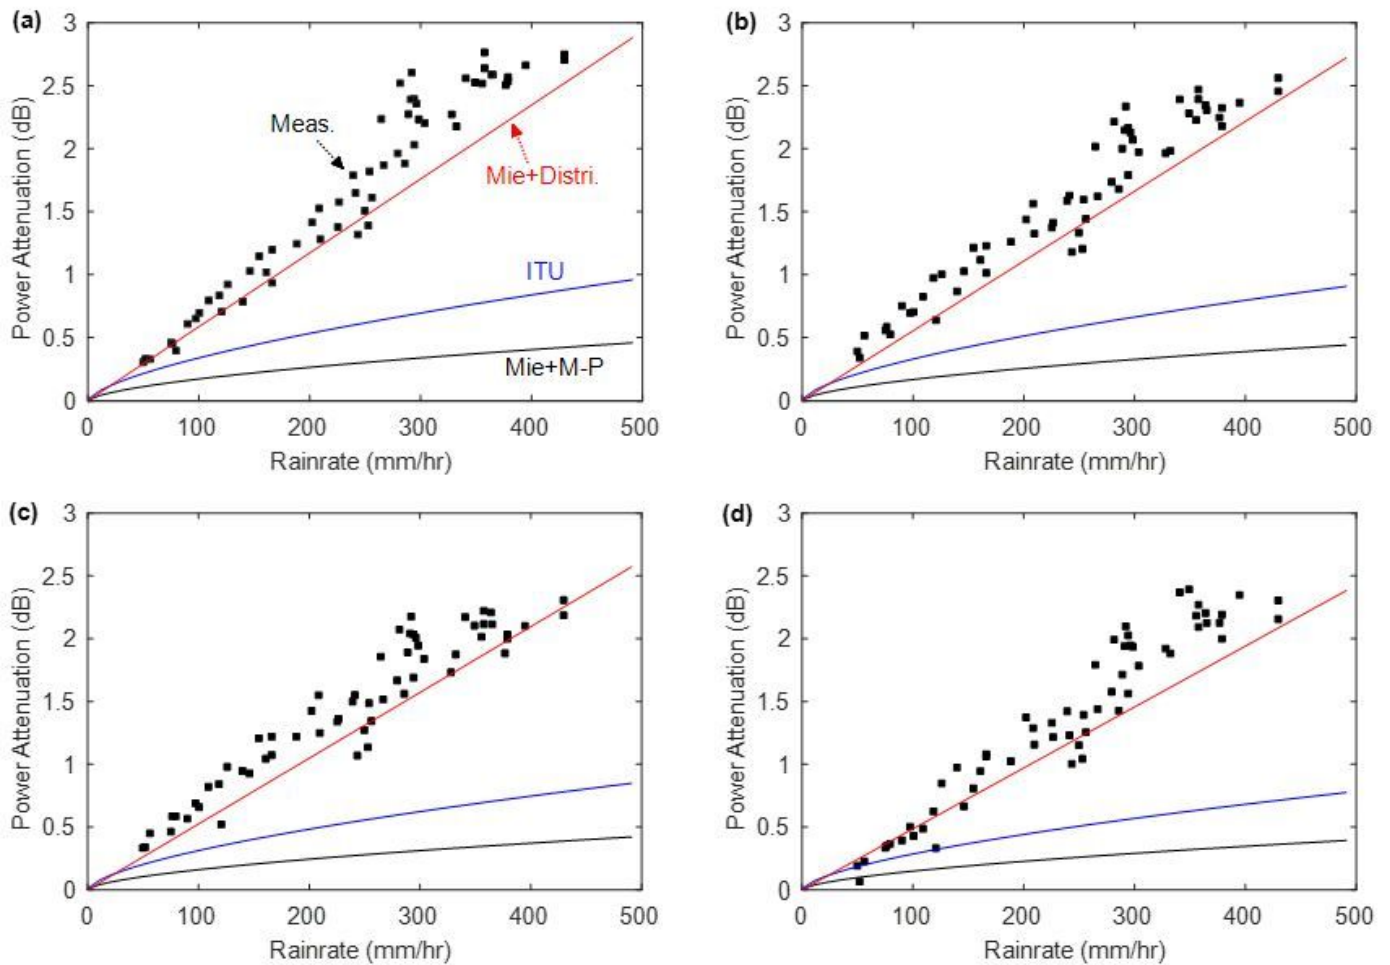 (a)
3
2.5
2
1.5
1
0.5
0
Power Attenuation (dB)
Meas.
Mie+Distri.
ITU
Mie+M-P
0 100 200 300 400 500
Rainrate (mm/hr)
(b)
3
2.5
2
1.5
1
0.5
0
Power Attenuation (dB)
0 100 200 300 400 500
Rainrate (mm/hr)
(c)
3
2.5
2
1.5
1
0.5
0
Power Attenuation (dB)
0 100 200 300 400 500
Rainrate (mm/hr)
(d)
3
2.5
2
1.5
1
0.5
0
Power Attenuation (dB)
0 100 200 300 400 500
Rainrate (mm/hr)